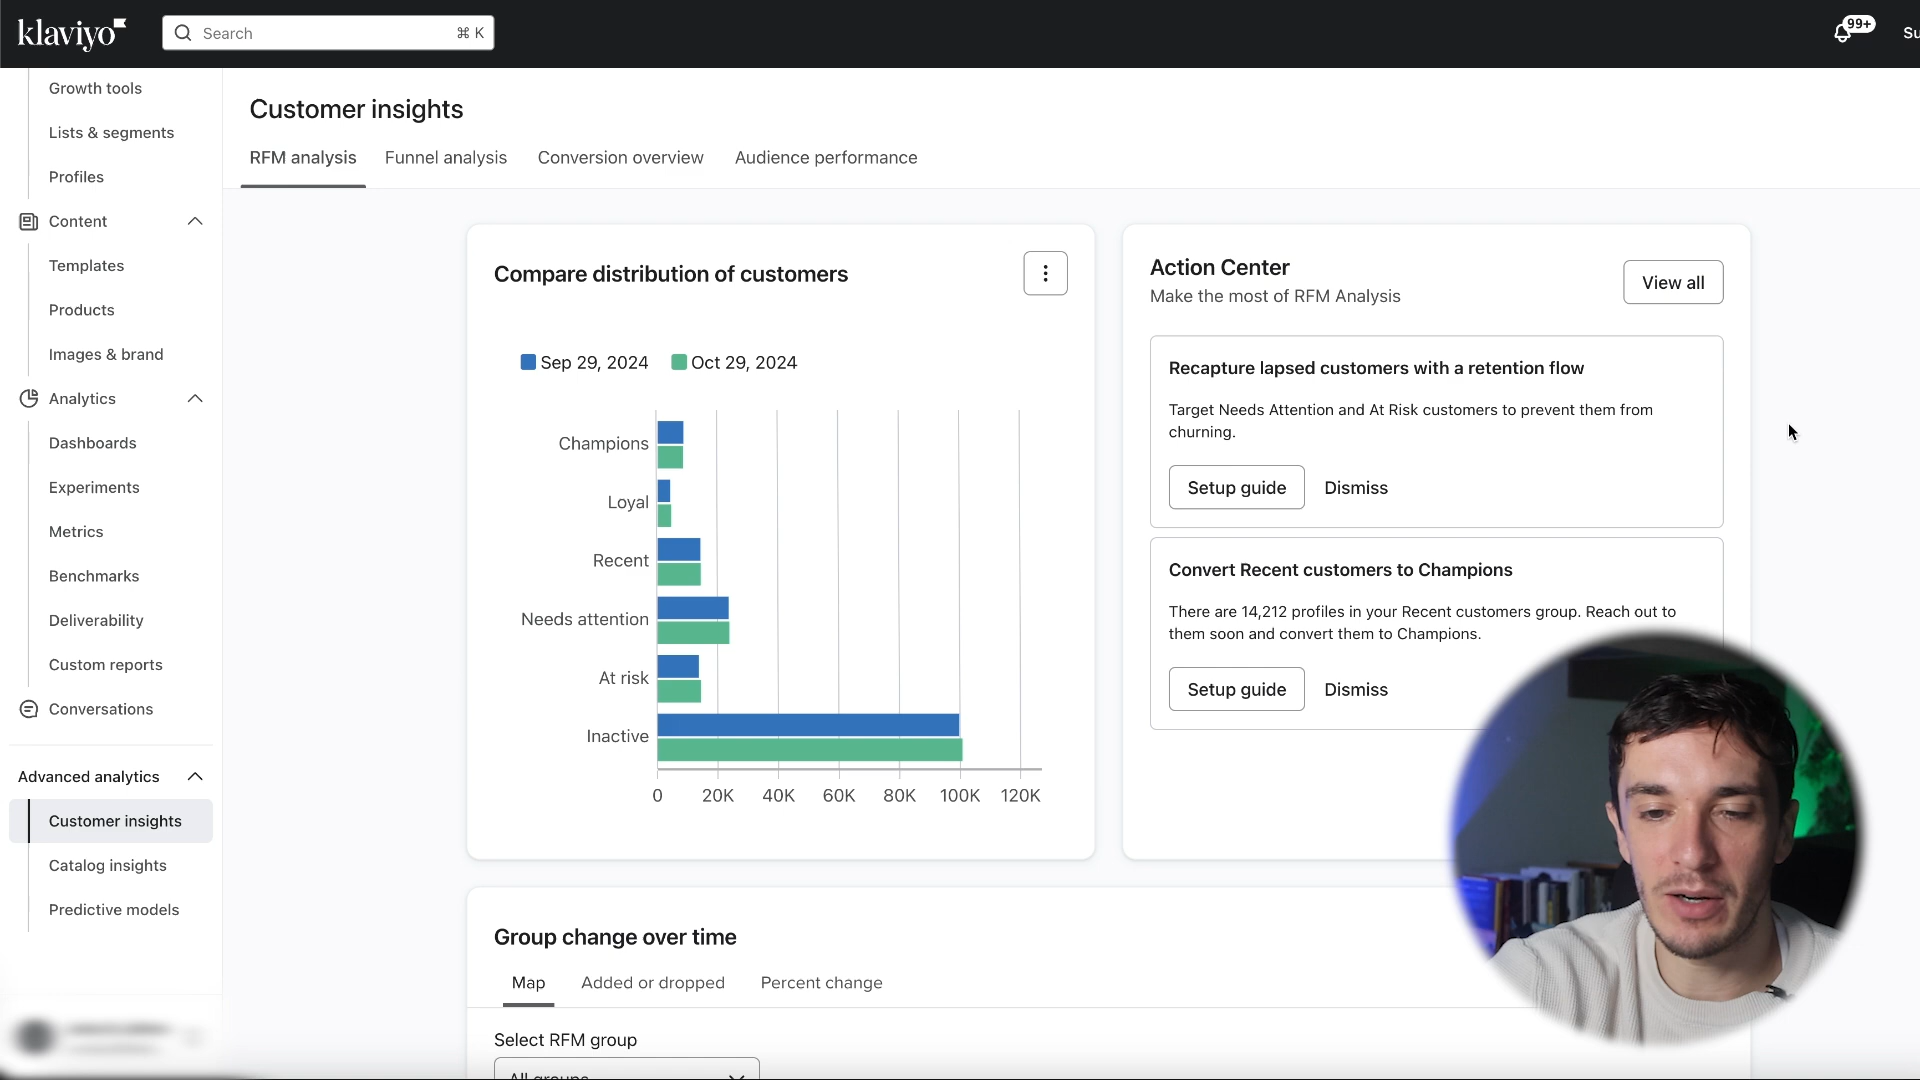 klaviyo
Search
⌘ K
99+
Su
Growth tools
Lists & segments
Profiles
Content
Templates
Products
Images & brand
Analytics
Dashboards
Experiments
Metrics
Benchmarks
Deliverability
Custom reports
Conversations
Advanced analytics
Customer insights
Catalog insights
Predictive models
Customer insights
RFM analysis
Funnel analysis
Conversion overview
Audience performance
Compare distribution of customers
Sep 29, 2024
Oct 29, 2024
Champions
Loyal
Recent
Needs attention
At risk
Inactive
0
20K
40K
60K
80K
100K
120K
Action Center
Make the most of RFM Analysis
View all
Recapture lapsed customers with a retention flow
Target Needs Attention and At Risk customers to prevent them from
churning.
Setup guide
Dismiss
Convert Recent customers to Champions
There are 14,212 profiles in your Recent customers group. Reach out to
them soon and convert them to Champions.
Setup guide
Dismiss
Group change over time
Map
Added or dropped
Percent change
Select RFM group
All groups